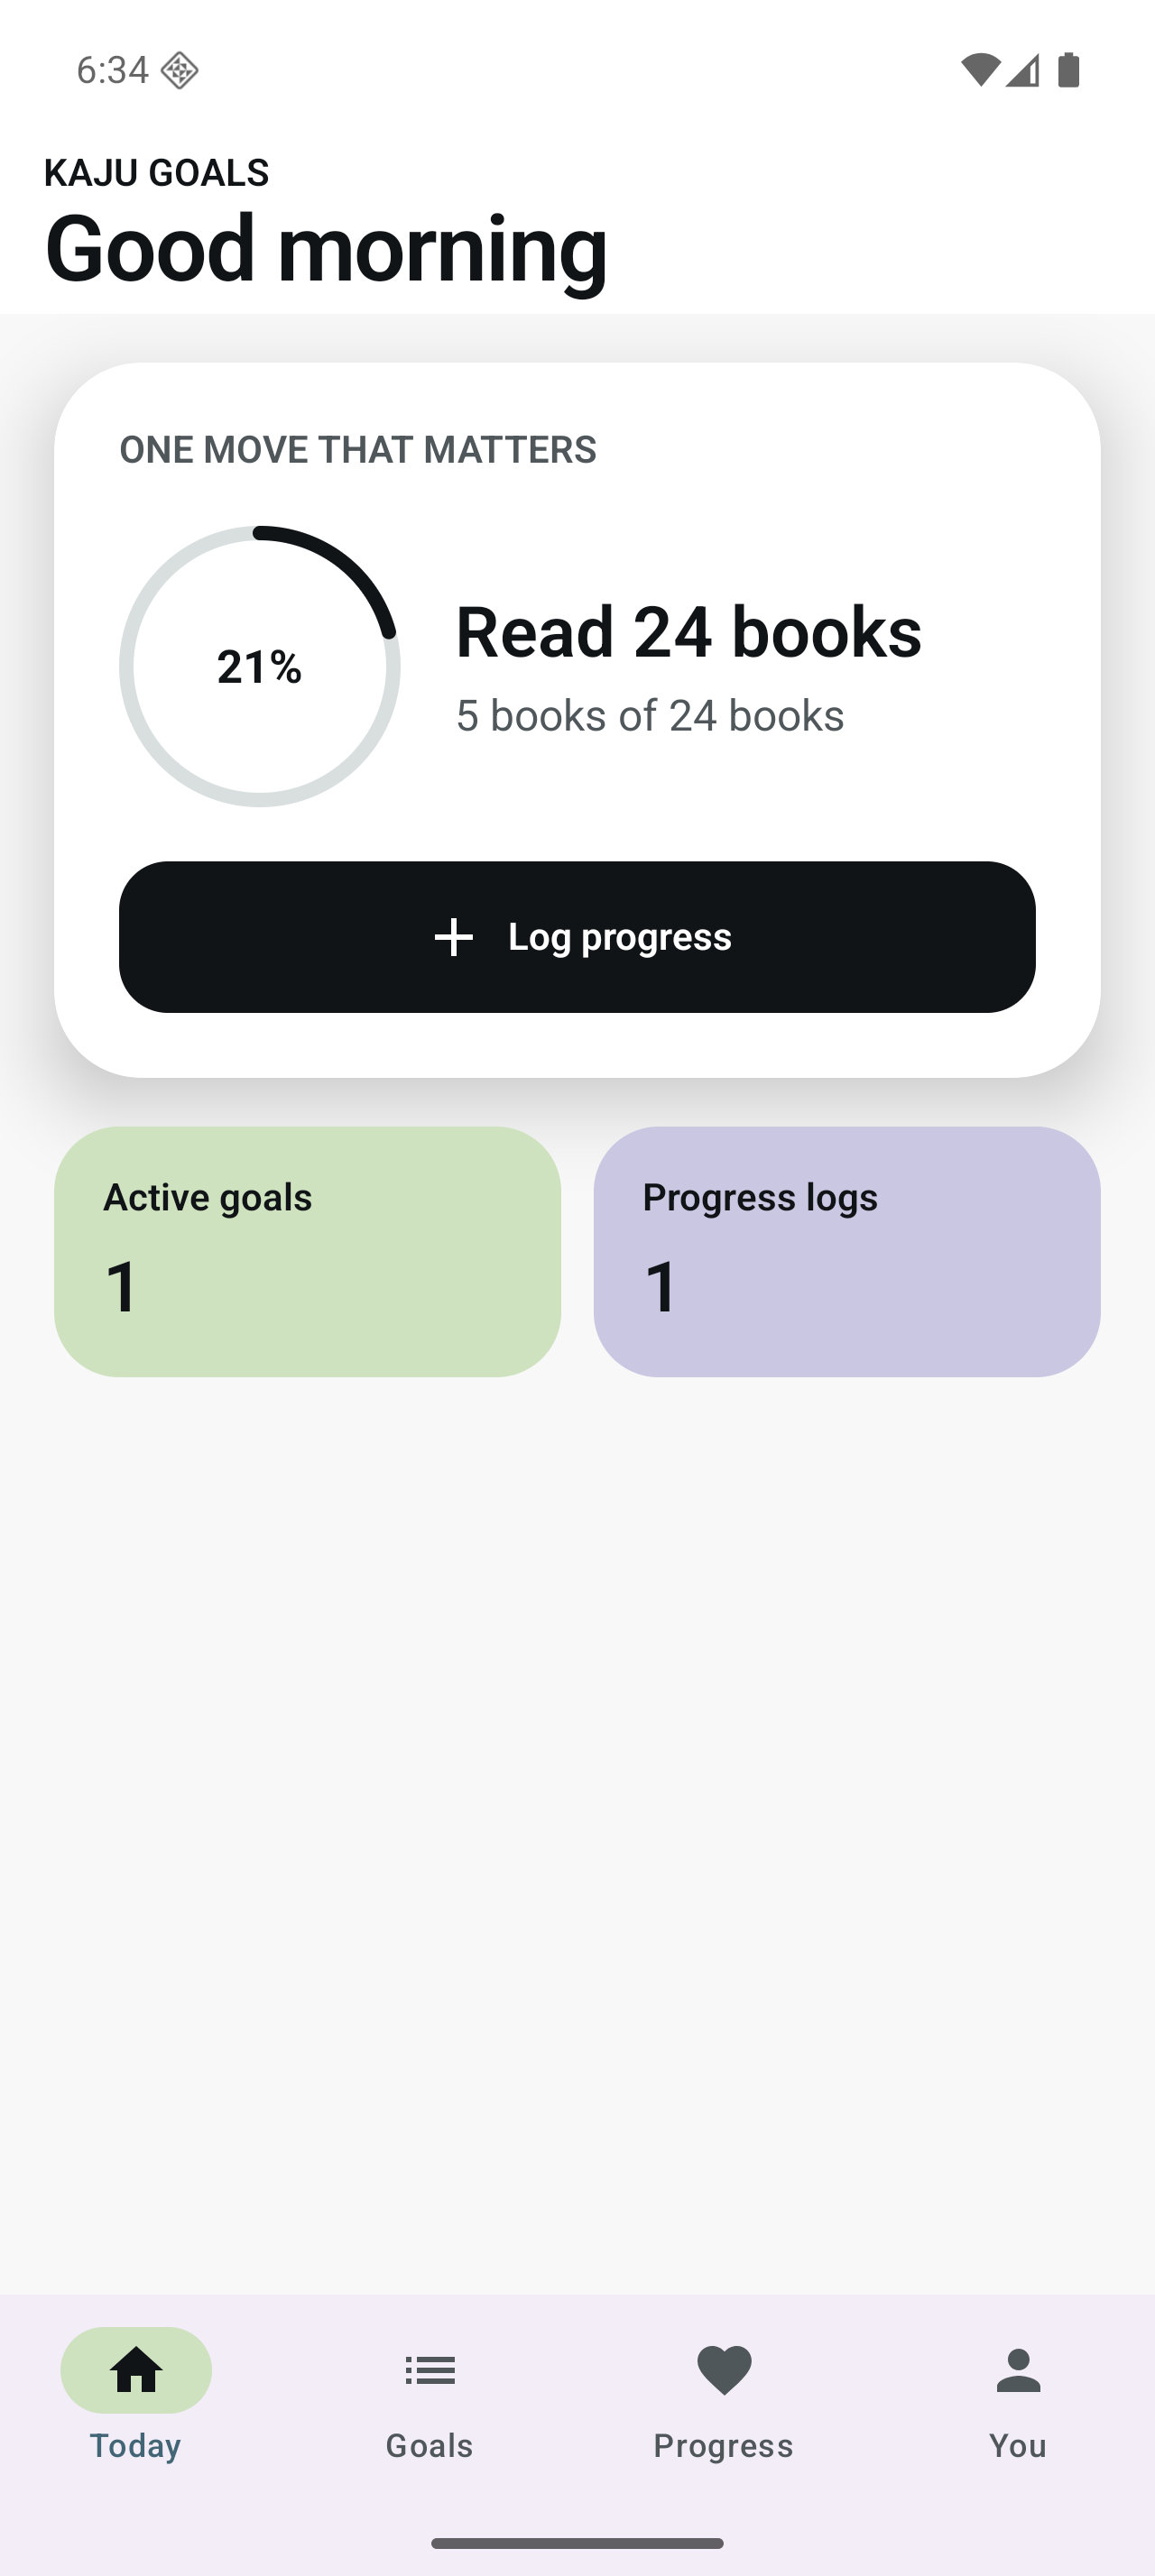 6:34
KAJU GOALS
Good morning
ONE MOVE THAT MATTERS
21%
Read 24 books
5 books of 24 books
Log progress
Active goals
1
Progress logs
1
Today
Goals
Progress
You